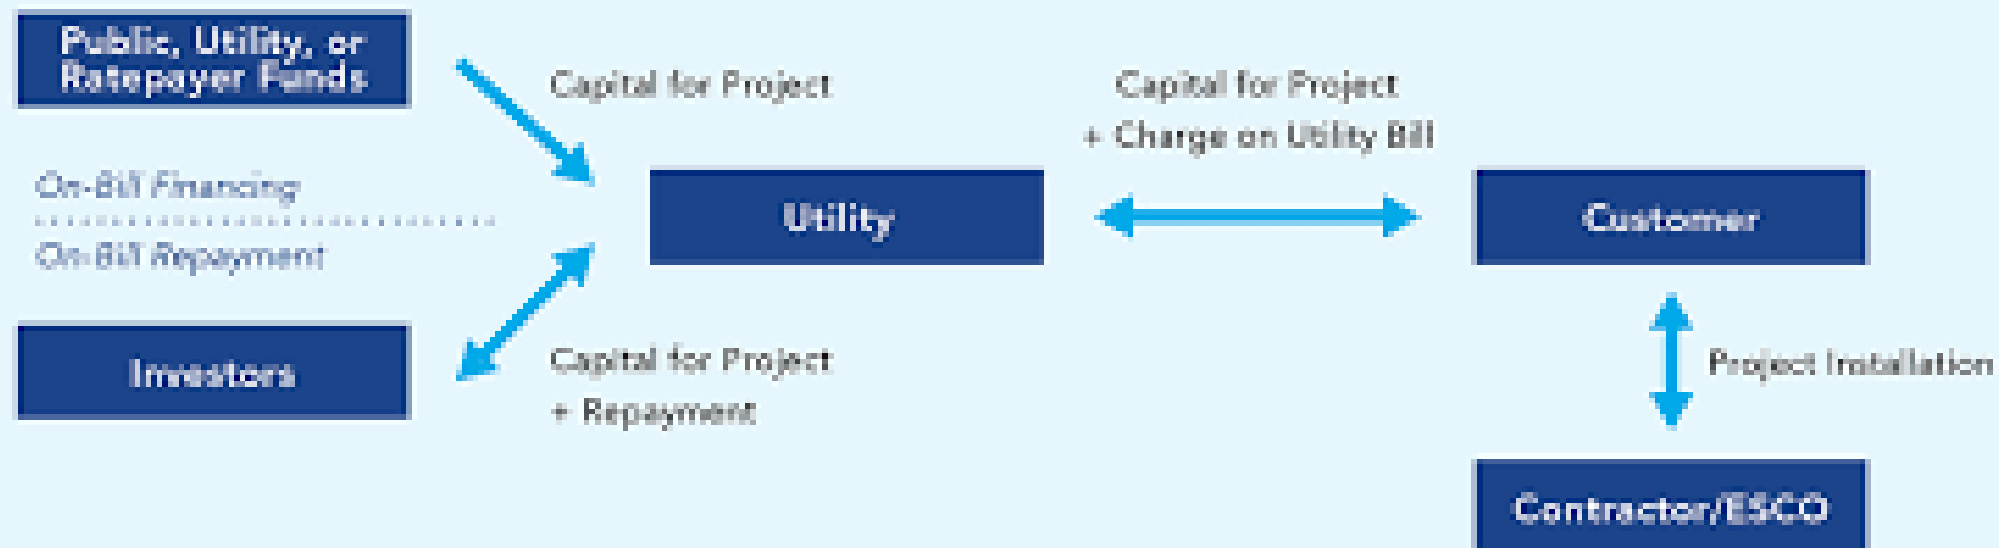 Public, Utility, or
Ratepayer Funds
Capital for Project
Capital for Project
+ Charge on Utility Bill
On-Bill Financing
On-Bill Repayment
Utility
Customer
Investors
Capital for Project
+ Repayment
Project Installation
Contractor/ESCO